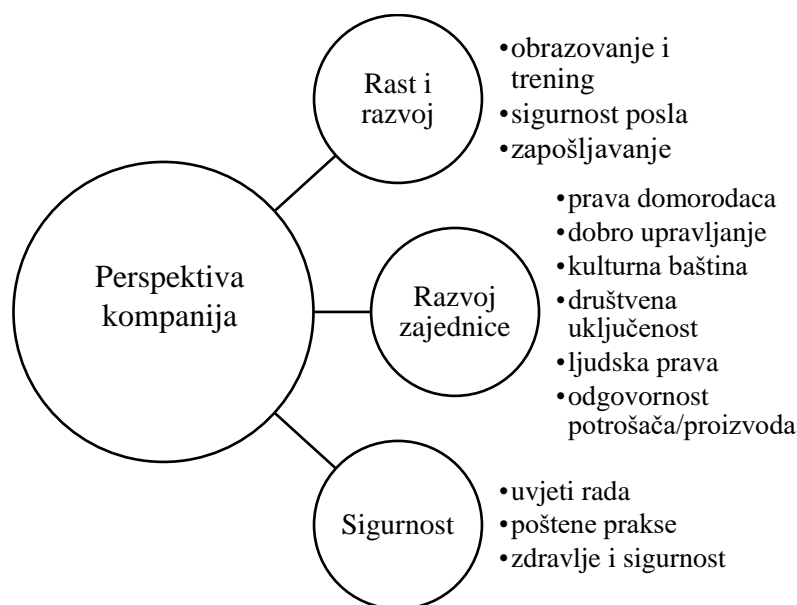 Perspektiva
kompanija
Rast i
razvoj
•obrazovanje i
trening
•sigurnost posla
•zapošljavanje
Razvoj
zajednice
•prava domorodaca
•dobro upravljanje
•kulturna baština
•društvena
uključenost
•ljudska prava
•odgovornost
potrošača/proizvoda
Sigurnost
•uvjeti rada
•poštene prakse
•zdravlje i sigurnost